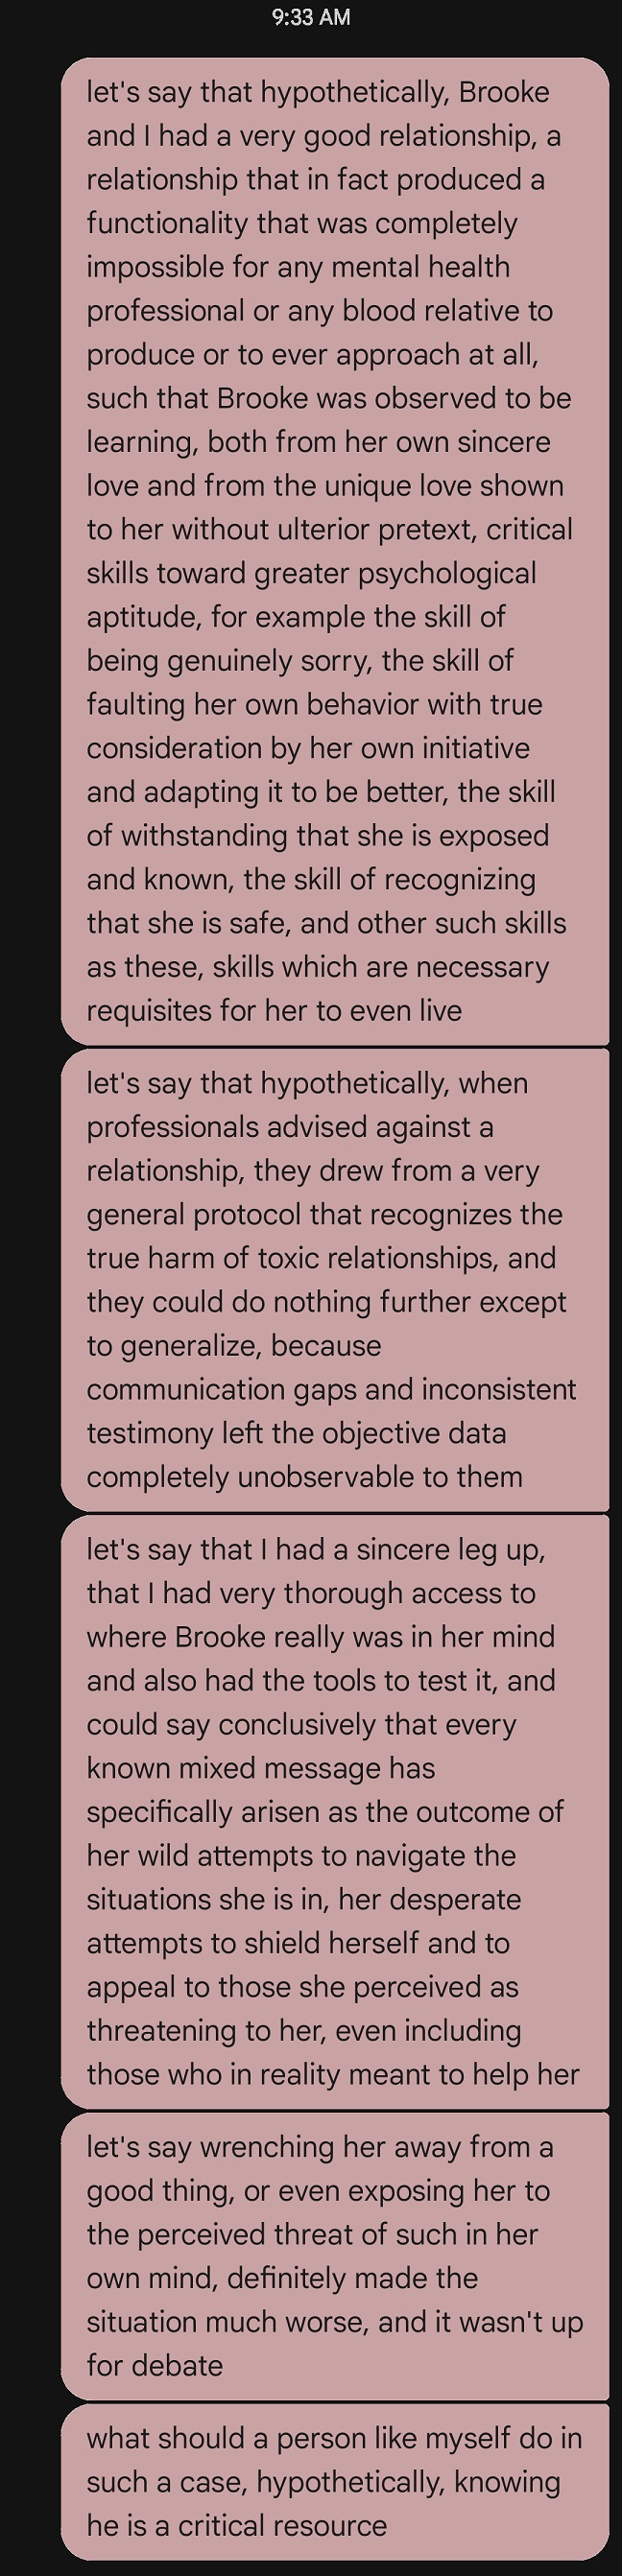 9:33 AM
let's say that hypothetically, Brooke
and I had a very good relationship, a
relationship that in fact produced a
functionality that was completely
impossible for any mental health
professional or any blood relative to
produce or to ever approach at all,
such that Brooke was observed to be
learning, both from her own sincere
love and from the unique love shown
to her without ulterior pretext, critical
skills toward greater psychological
aptitude, for example the skill of
being genuinely sorry, the skill of
faulting her own behavior with true
consideration by her own initiative
and adapting it to be better, the skill
of withstanding that she is exposed
and known, the skill of recognizing
that she is safe, and other such skills
as these, skills which are necessary
requisites for her to even live
let's say that hypothetically, when
professionals advised against a
relationship, they drew from a very
general protocol that recognizes the
true harm of toxic relationships, and
they could do nothing further except
to generalize, because
communication gaps and inconsistent
testimony left the objective data
completely unobservable to them
let's say that I had a sincere leg up,
that I had very thorough access to
where Brooke really was in her mind
and also had the tools to test it, and
could say conclusively that every
known mixed message has
specifically arisen as the outcome of
her wild attempts to navigate the
situations she is in, her desperate
attempts to shield herself and to
appeal to those she perceived as
threatening to her, even including
those who in reality meant to help her
let's say wrenching her away from a
good thing, or even exposing her to
the perceived threat of such in her
own mind, definitely made the
situation much worse, and it wasn't up
for debate
what should a person like myself do in
such a case, hypothetically, knowing
he is a critical resource